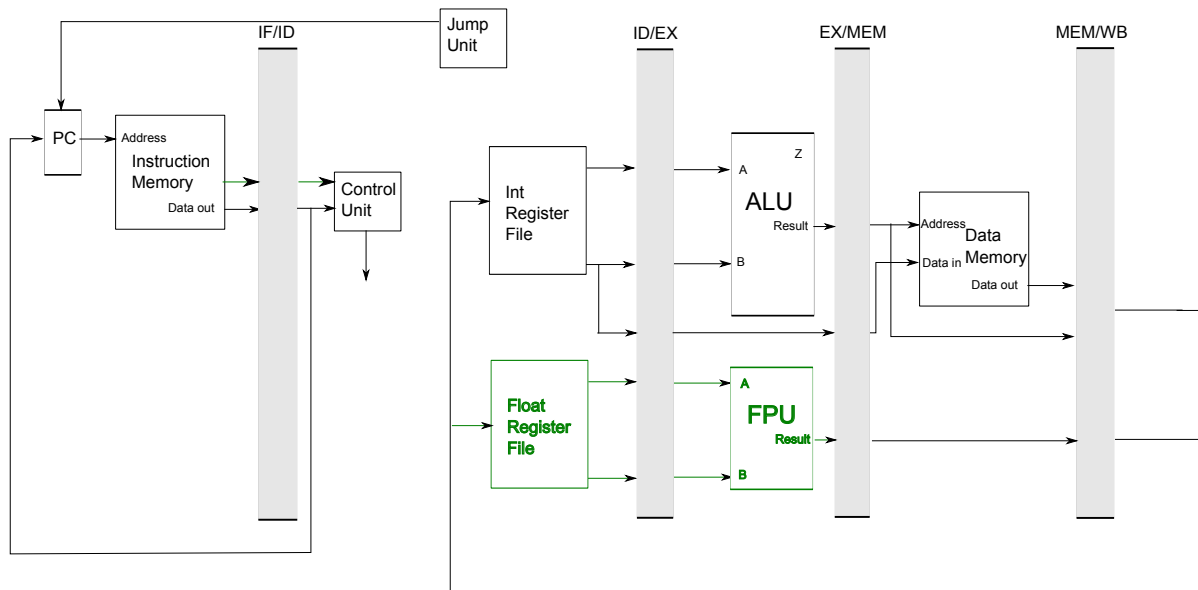 Jump
Unit
IF/ID
ID/EX
EX/MEM
MEM/WB
PC
Address
Instruction
Memory
Data out
Control
Unit
Int
Register
File
A
Z
ALU
Result
B
Address
Data
Memory
Data in
Data out
Float
Register
File
A
FPU
Result
B